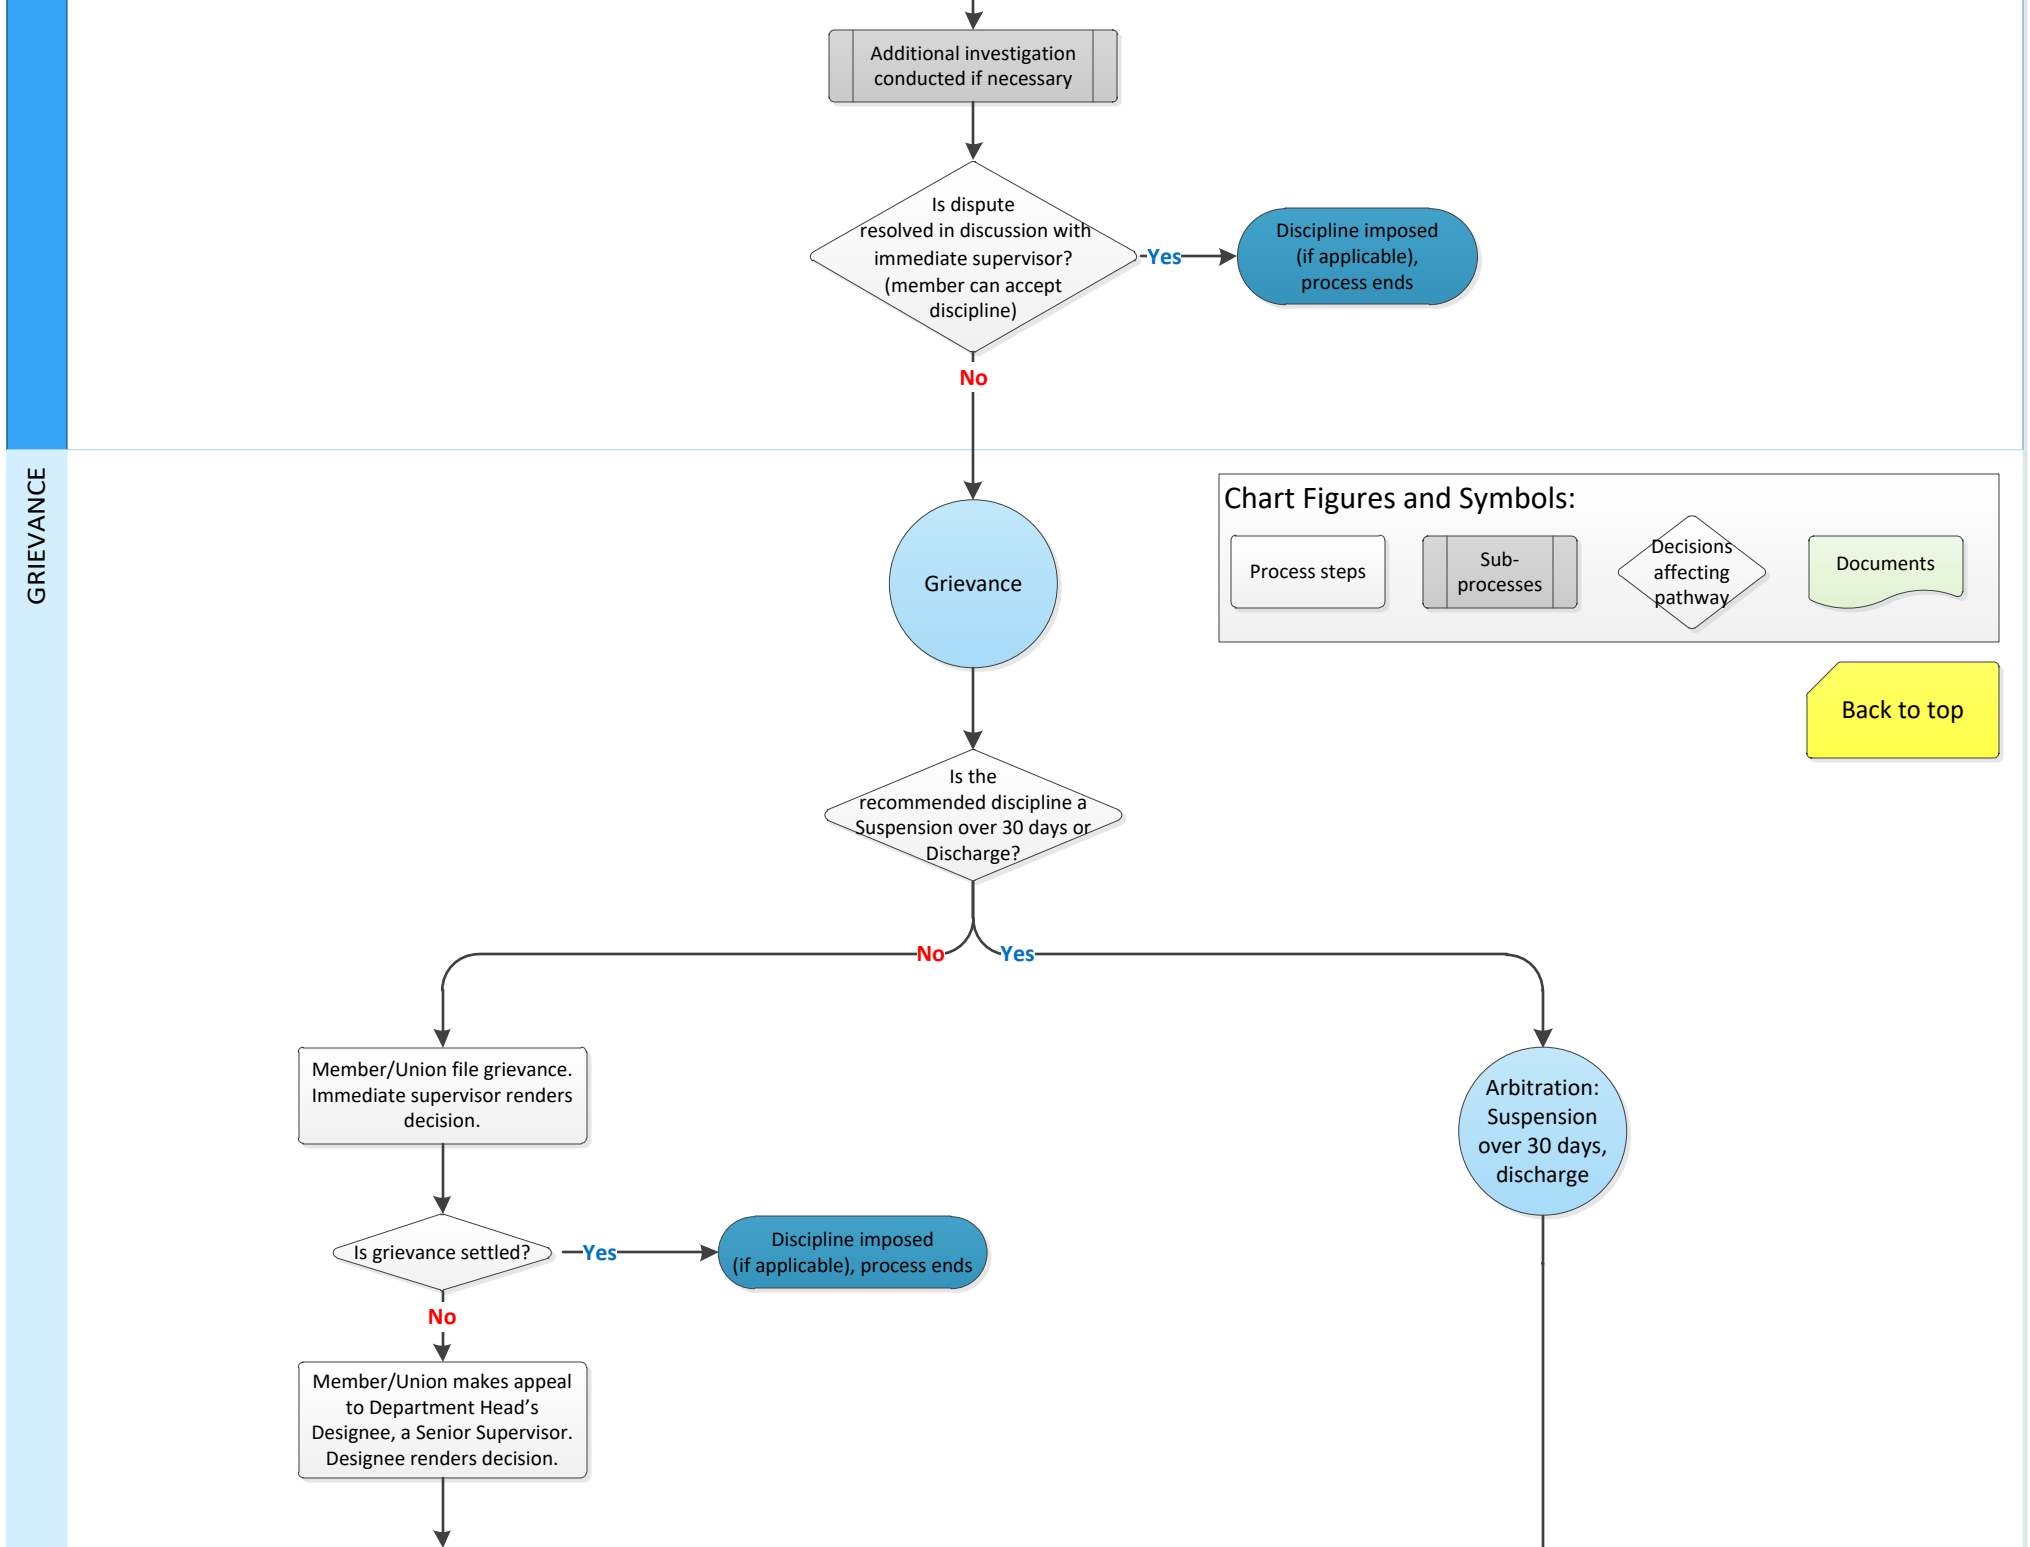 Additional investigation
conducted if necessary
Is dispute
resolved in discussion with
immediate supervisor?
(member can accept
discipline)
Yes
Discipline imposed
(if applicable),
process ends
No
GRIEVANCE
Grievance
Chart Figures and Symbols:
Process steps
Sub-
processes
Decisions
affecting
pathway
Documents
Back to top
Is the
recommended discipline a
Suspension over 30 days or
Discharge?
No
Yes
Member/Union file grievance.
Immediate supervisor renders
decision.
Arbitration:
Suspension
over 30 days,
discharge
Is grievance settled?
Yes
Discipline imposed
(if applicable), process ends
No
Member/Union makes appeal
to Department Head’s
Designee, a Senior Supervisor.
Designee renders decision.